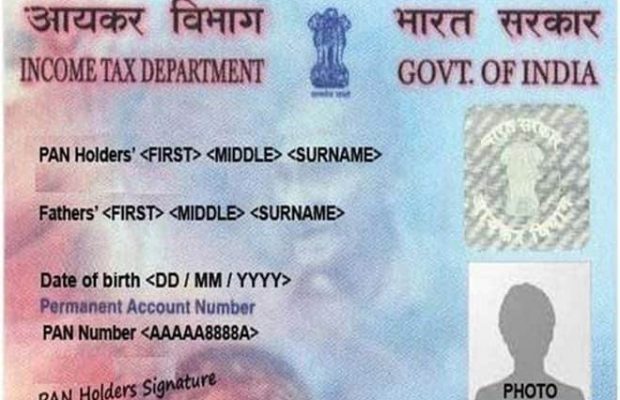 आयकर विभाग
भारत सरकार
INCOME TAX DEPARTMENT
GOVT. OF INDIA
सत्यमेव जयते
PAN Holders' <FIRST> <MIDDLE> <SURNAME>
भारत सरकार
आयकर विभाग
Fathers' <FIRST> <MIDDLE> <SURNAME>
Date of birth <DD / MM / YYYY>
Permanent Account Number
PAN Number <AAAAA8888A>
PAN Holders Signature
PHOTO